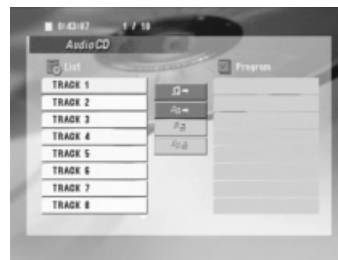 0:43:07 1 / 18
AudioCD
List
Program
TRACK 1
TRACK 2
TRACK 3
TRACK 4
TRACK 5
TRACK 6
TRACK 7
TRACK 8